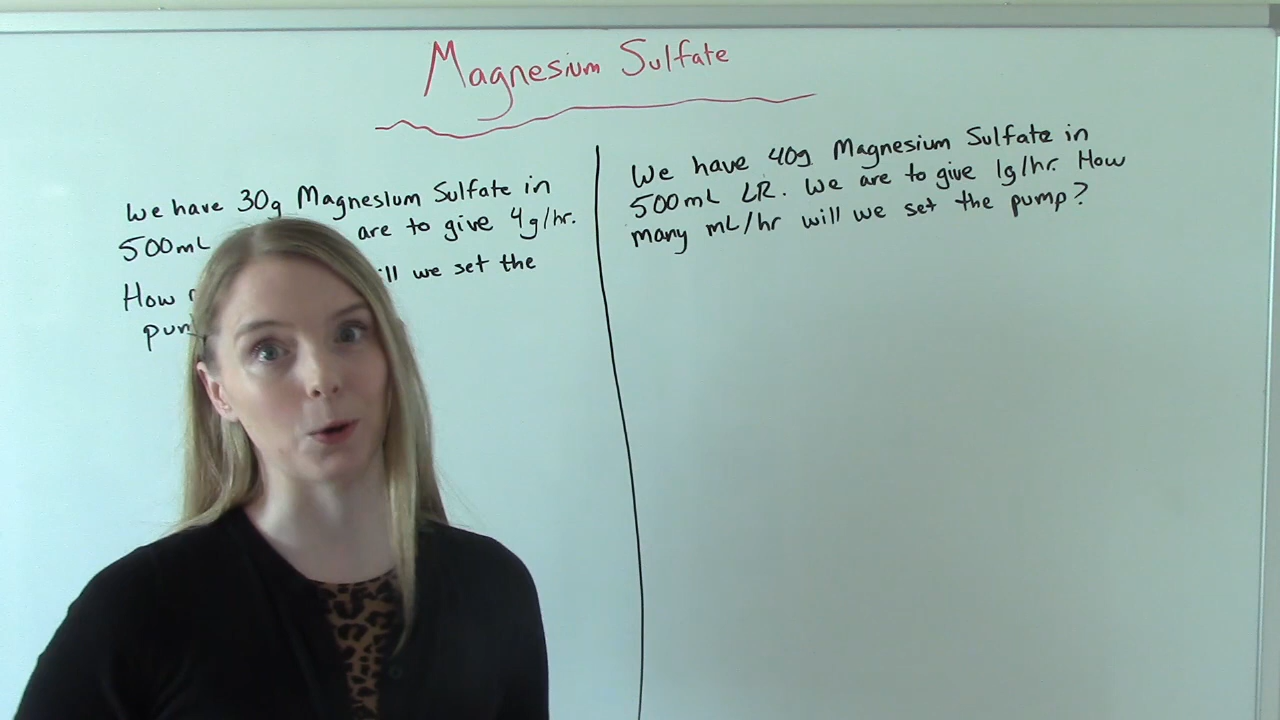 Magnesium Sulfate
We have 30g Magnesium Sulfate in
500mL are to give 4g/hr.
How we set the
We have 40g Magnesium Sulfate in
500mL LR. We are to give 1g/hr. How
many mL/hr will we set the pump?